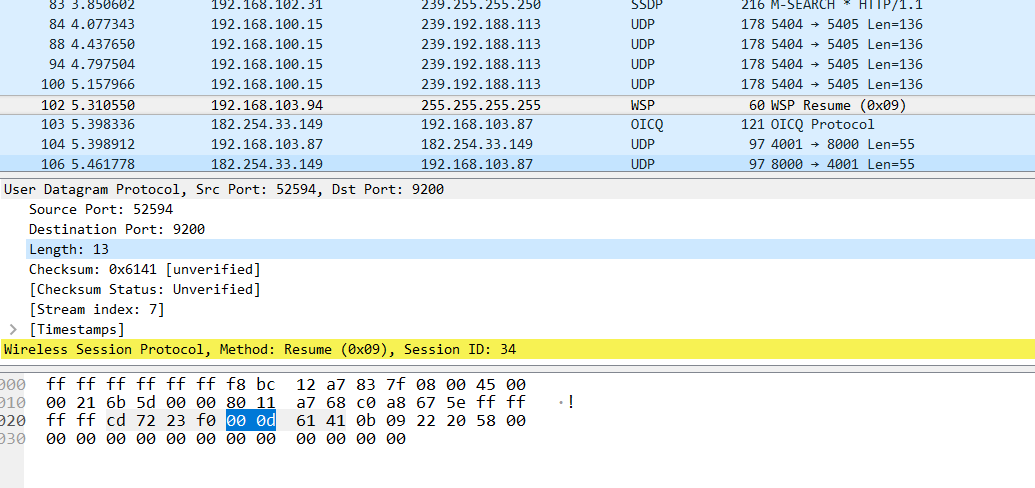 83 3.850602 192.168.102.31 239.255.255.250 SSDP 216 M-SEARCH * HTTP/1.1
84 4.077343 192.168.100.15 239.192.188.113 UDP 178 5404 → 5405 Len=136
88 4.437650 192.168.100.15 239.192.188.113 UDP 178 5404 → 5405 Len=136
94 4.797504 192.168.100.15 239.192.188.113 UDP 178 5404 → 5405 Len=136
100 5.157966 192.168.100.15 239.192.188.113 UDP 178 5404 → 5405 Len=136
102 5.310550 192.168.103.94 255.255.255.255 WSP 60 WSP Resume (0x09)
103 5.398336 182.254.33.149 192.168.103.87 OICQ 121 OICQ Protocol
104 5.398912 192.168.103.87 182.254.33.149 UDP 97 4001 → 8000 Len=55
106 5.461778 182.254.33.149 192.168.103.87 UDP 97 8000 → 4001 Len=55
User Datagram Protocol, Src Port: 52594, Dst Port: 9200
Source Port: 52594
Destination Port: 9200
Length: 13
Checksum: 0x6141 [unverified]
[Checksum Status: Unverified]
[Stream index: 7]
> [Timestamps]
Wireless Session Protocol, Method: Resume (0x09), Session ID: 34
000 ff ff ff ff ff ff f8 bc 12 a7 83 7f 08 00 45 00
010 00 21 6b 5d 00 00 80 11 a7 68 c0 a8 67 5e ff ff ·!
020 ff ff cd 72 23 f0 00 0d 61 41 0b 09 22 20 58 00
030 00 00 00 00 00 00 00 00 00 00 00 00